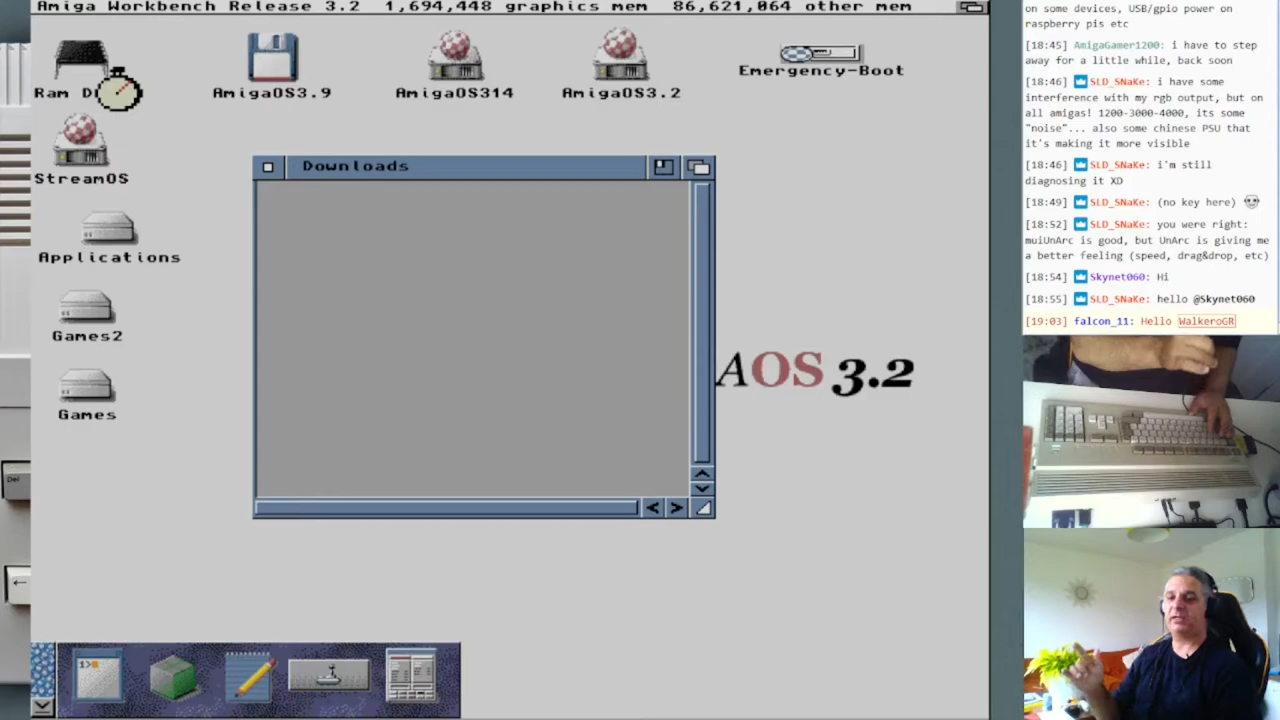 Amiga Workbench Release 3.2 1,694,448 graphics mem 86,621,064 other mem
AmigaOS3.9
AmigaOS314
AmigaOS3.2
Emergency-Boot
StreamOS
Applications
Games2
Games
Downloads
AOS 3.2
1>
Del
on some devices, USB/gpio power on
raspberry pis etc
[18:45] AmigaGamer1200: i have to step
away for a little while, back soon
[18:46] SLD_SNaKe: i have some
interference with my rgb output, but on
all amigas! 1200-3000-4000, its some
"noise"... also some chinese PSU that
it's making it more visible
[18:46] SLD_SNaKe: i'm still
diagnosing it XD
[18:49] SLD_SNaKe: (no key here)
[18:52] SLD_SNaKe: you were right:
muiUnArc is good, but UnArc is giving me
a better feeling (speed, drag&drop, etc)
[18:54] Skynet060: Hi
[18:55] SLD_SNaKe: hello @Skynet060
[19:03] falcon_11: Hello WalkeroGR